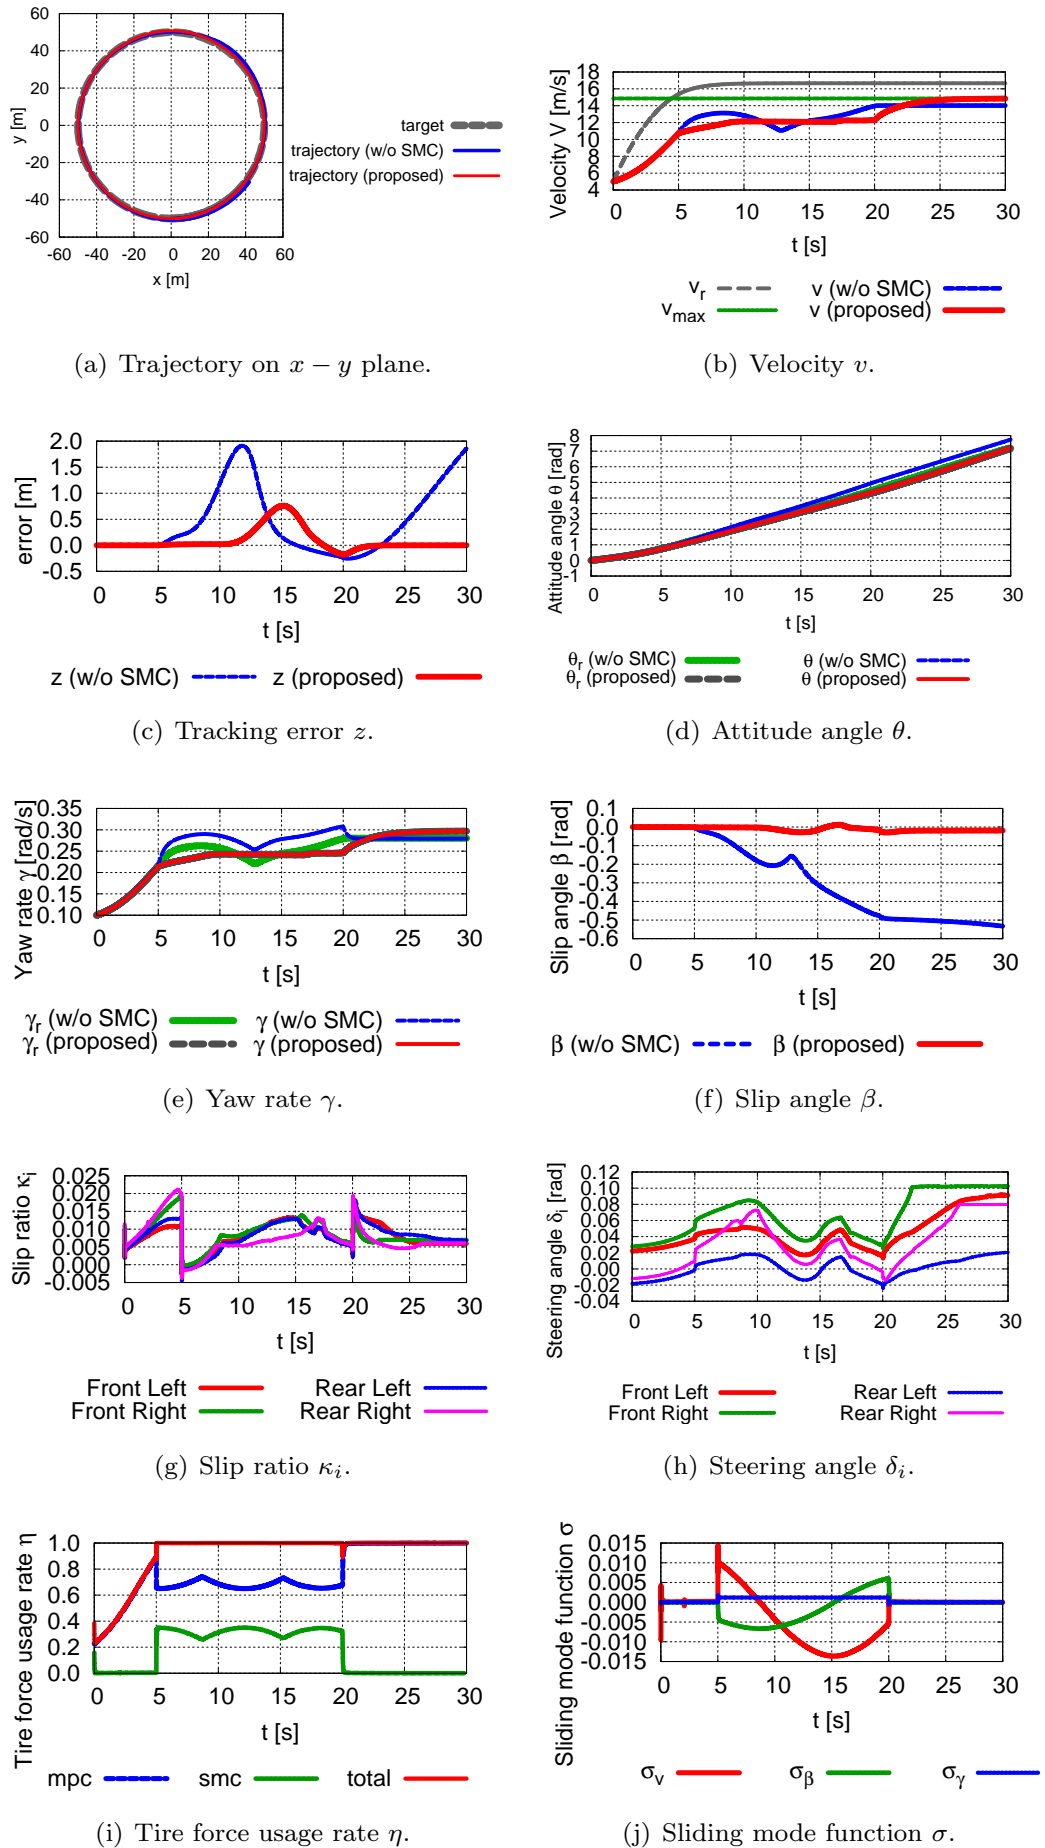 60
40
20
0
-20
-40
-60
-60 -40 -20 0 20 40 60
y [m]
x [m]
target
trajectory (w/o SMC)
trajectory (proposed)
(a) Trajectory on x − y plane.
18
16
14
12
10
8
6
4
0 5 10 15 20 25 30
Velocity V [m/s]
t [s]
v_r v (w/o SMC)
v_max v (proposed)
(b) Velocity v.
2.0
1.5
1.0
0.5
0.0
-0.5
0 5 10 15 20 25 30
error [m]
t [s]
z (w/o SMC) z (proposed)
(c) Tracking error z.
8
7
6
5
4
3
2
1
0
-1
0 5 10 15 20 25 30
Attitude angle θ [rad]
t [s]
θ_r (w/o SMC) θ (w/o SMC)
θ_r (proposed) θ (proposed)
(d) Attitude angle θ.
0.35
0.30
0.25
0.20
0.15
0.10
0 5 10 15 20 25 30
Yaw rate γ [rad/s]
t [s]
γ_r (w/o SMC) γ (w/o SMC)
γ_r (proposed) γ (proposed)
(e) Yaw rate γ.
0.1
0.0
-0.1
-0.2
-0.3
-0.4
-0.5
-0.6
0 5 10 15 20 25 30
Slip angle β [rad]
t [s]
β (w/o SMC) β (proposed)
(f) Slip angle β.
0.025
0.020
0.015
0.010
0.005
0.000
-0.005
0 5 10 15 20 25 30
Slip ratio κ_i
t [s]
Front Left Rear Left
Front Right Rear Right
(g) Slip ratio κ_i.
0.12
0.10
0.08
0.06
0.04
0.02
0.00
-0.02
-0.04
0 5 10 15 20 25 30
Steering angle δ_i [rad]
t [s]
Front Left Rear Left
Front Right Rear Right
(h) Steering angle δ_i.
1.0
0.8
0.6
0.4
0.2
0.0
0 5 10 15 20 25 30
Tire force usage rate η
t [s]
mpc smc total
(i) Tire force usage rate η.
0.015
0.010
0.005
0.000
-0.005
-0.010
-0.015
0 5 10 15 20 25 30
Sliding mode function σ
t [s]
σ_v σ_β σ_γ
(j) Sliding mode function σ.